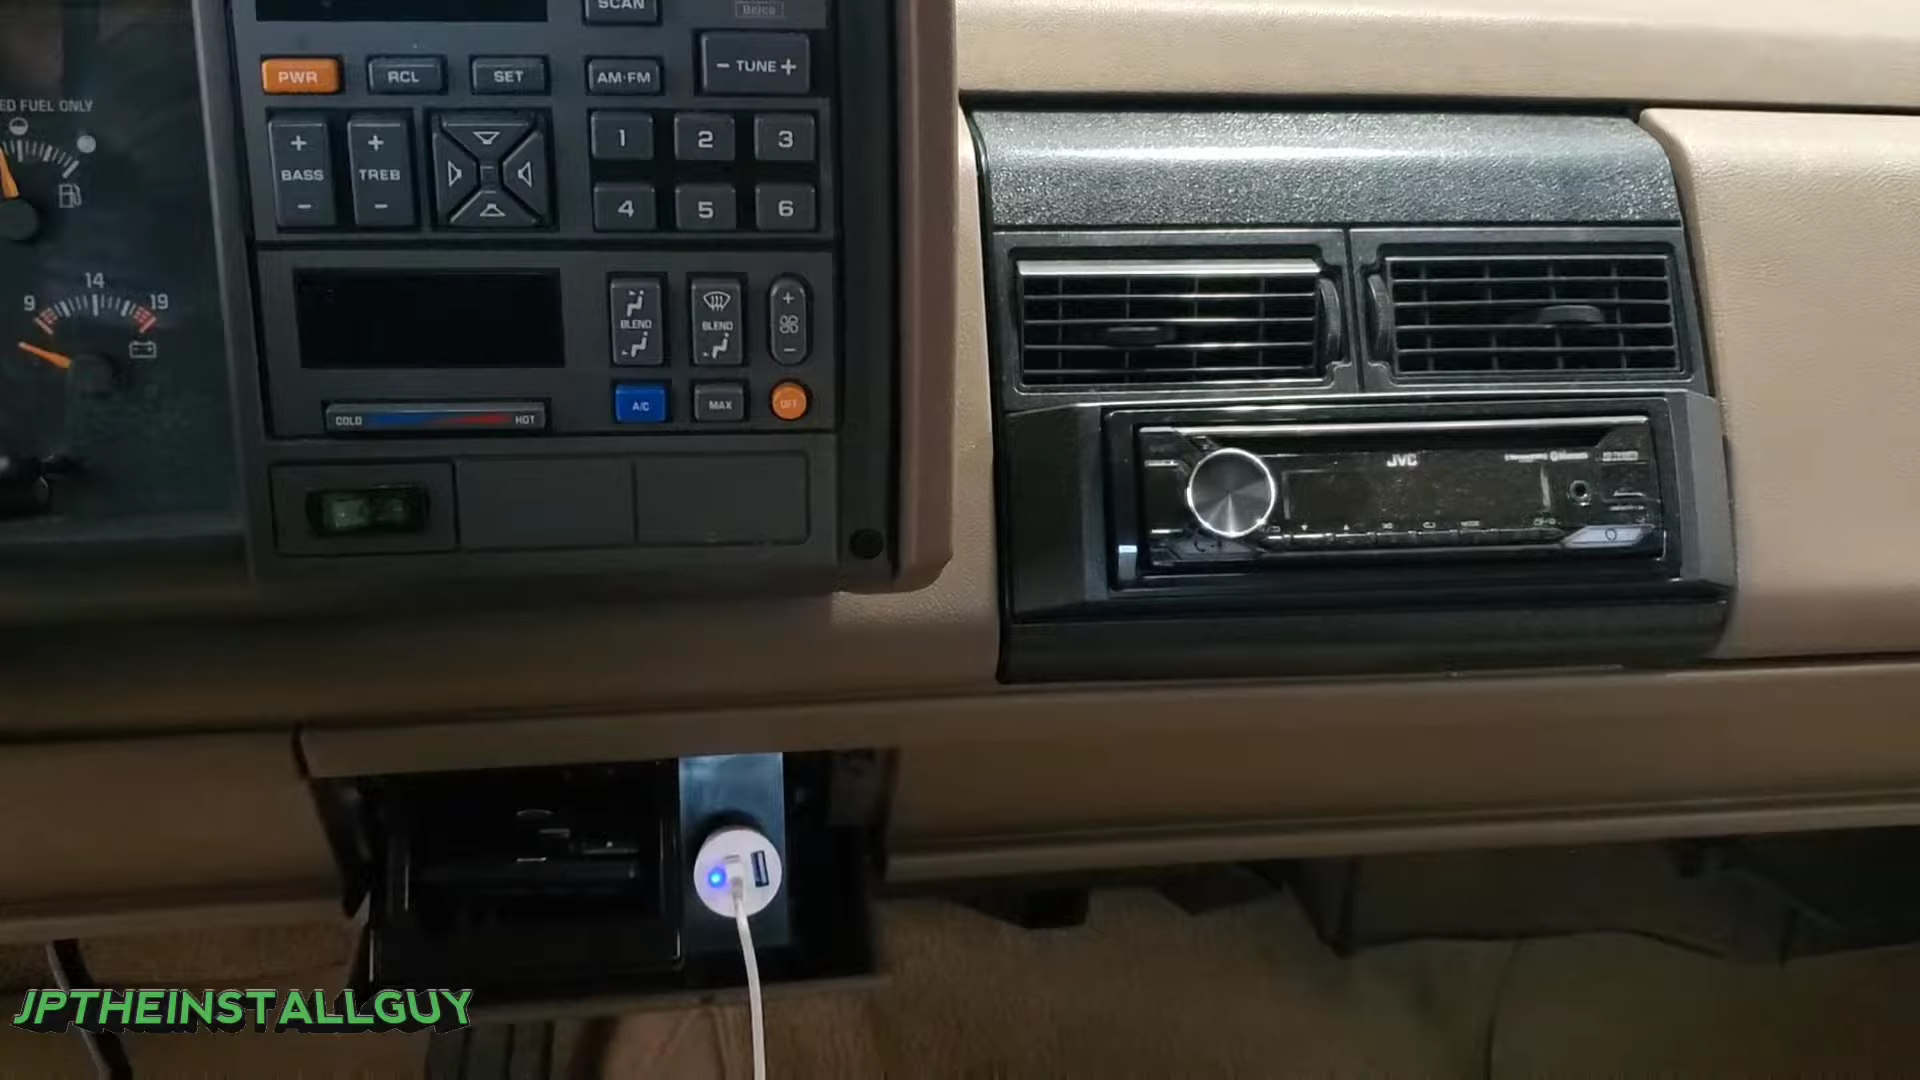 SCAN
Delco
PWR
RCL
SET
AM·FM
- TUNE +
ED FUEL ONLY
+
BASS
-
+
TREB
-
1
2
3
4
5
6
9
14
19
BLEND
BLEND
+
-
COLD
HOT
A/C
MAX
OFF
JVC
JPTHEINSTALLGUY